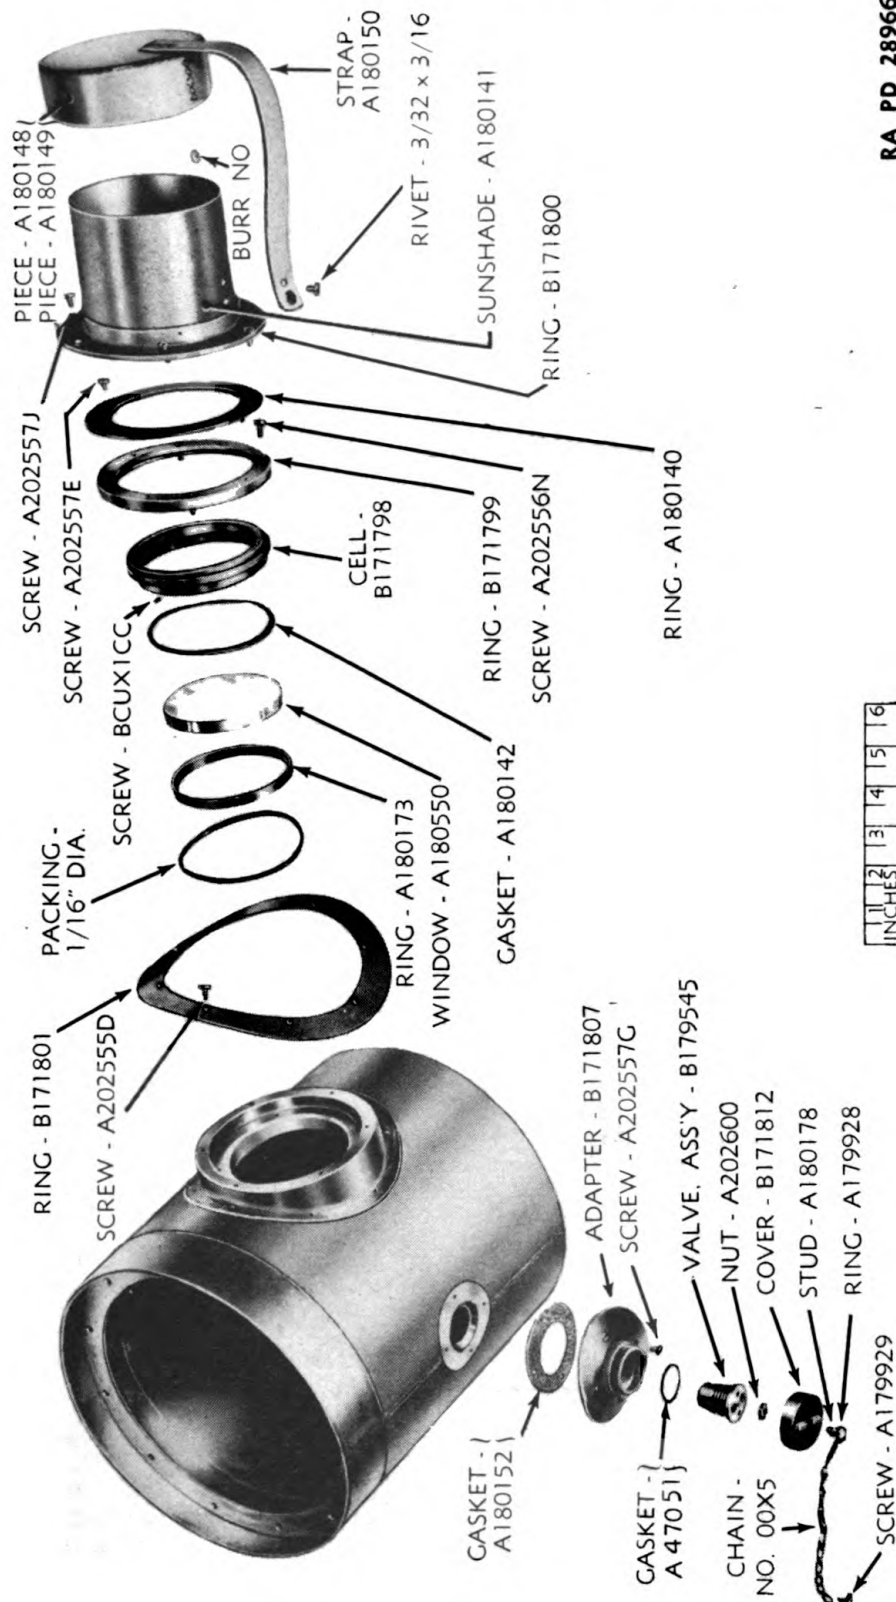 PIECE - A180148
PIECE - A180149
STRAP -
A180150
BURR NO
RIVET - 3/32 x 3/16
SUNSHADE - A180141
RING - B171800
SCREW - A202557J
SCREW - A202557E
SCREW - BCUX1CC
CELL -
B171798
RING - B171799
SCREW - A202556N
RING - A180140
PACKING -
1/16" DIA.
RING - A180173
WINDOW - A180550
GASKET - A180142
RING - B171801
SCREW - A202555D
GASKET -
A180152
ADAPTER - B171807
SCREW - A202557G
GASKET -
A47051
VALVE, ASS'Y - B179545
NUT - A202600
COVER - B171812
STUD - A180178
RING - A179928
CHAIN -
NO. 00X5
SCREW - A179929
1 2 3 4 5 6
INCHES
RA PD 28966